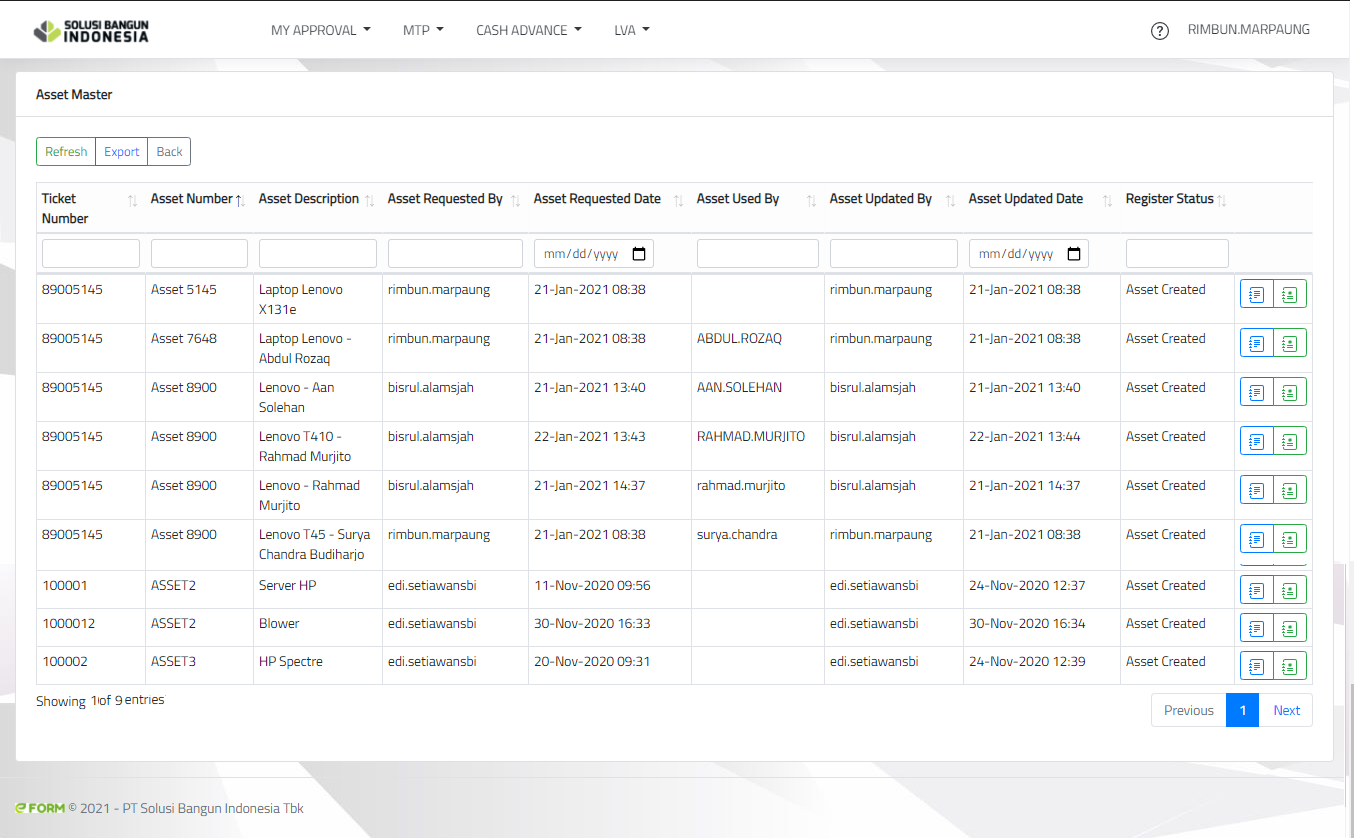 SOLUSI BANGUN
INDONESIA
MY APPROVAL
MTP
CASH ADVANCE
LVA
?
RIMBUN.MARPAUNG
Asset Master
Refresh
Export
Back
Ticket Number
Asset Number
Asset Description
Asset Requested By
Asset Requested Date
Asset Used By
Asset Updated By
Asset Updated Date
Register Status
mm/dd/yyyy
mm/dd/yyyy
89005145 Asset 5145 Laptop Lenovo X131e rimbun.marpaung 21-Jan-2021 08:38 rimbun.marpaung 21-Jan-2021 08:38 Asset Created
89005145 Asset 7648 Laptop Lenovo - Abdul Rozaq rimbun.marpaung 21-Jan-2021 08:38 ABDUL.ROZAQ rimbun.marpaung 21-Jan-2021 08:38 Asset Created
89005145 Asset 8900 Lenovo - Aan Solehan bisrul.alamsjah 21-Jan-2021 13:40 AAN.SOLEHAN bisrul.alamsjah 21-Jan-2021 13:40 Asset Created
89005145 Asset 8900 Lenovo T410 - Rahmad Murjito bisrul.alamsjah 22-Jan-2021 13:43 RAHMAD.MURJITO bisrul.alamsjah 22-Jan-2021 13:44 Asset Created
89005145 Asset 8900 Lenovo - Rahmad Murjito bisrul.alamsjah 21-Jan-2021 14:37 rahmad.murjito bisrul.alamsjah 21-Jan-2021 14:37 Asset Created
89005145 Asset 8900 Lenovo T45 - Surya Chandra Budiharjo rimbun.marpaung 21-Jan-2021 08:38 surya.chandra rimbun.marpaung 21-Jan-2021 08:38 Asset Created
100001 ASSET2 Server HP edi.setiawansbi 11-Nov-2020 09:56 edi.setiawansbi 24-Nov-2020 12:37 Asset Created
1000012 ASSET2 Blower edi.setiawansbi 30-Nov-2020 16:33 edi.setiawansbi 30-Nov-2020 16:34 Asset Created
100002 ASSET3 HP Spectre edi.setiawansbi 20-Nov-2020 09:31 edi.setiawansbi 24-Nov-2020 12:39 Asset Created
Showing 1of 9 entries
Previous
1
Next
e FORM © 2021 - PT Solusi Bangun Indonesia Tbk